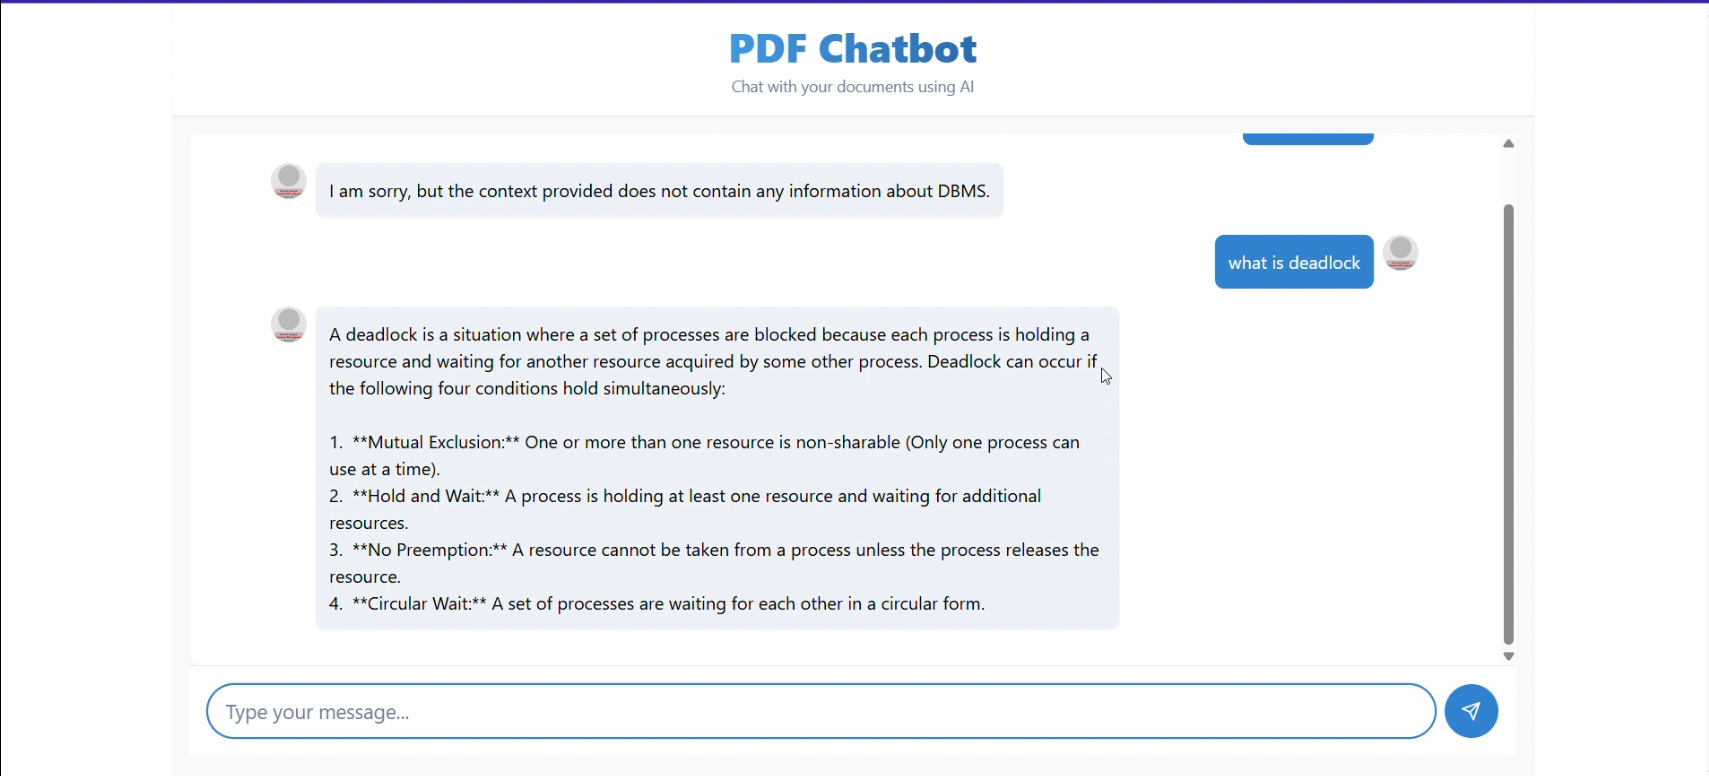 PDF Chatbot
Chat with your documents using AI
I am sorry, but the context provided does not contain any information about DBMS.
what is deadlock
A deadlock is a situation where a set of processes are blocked because each process is holding a
resource and waiting for another resource acquired by some other process. Deadlock can occur if
the following four conditions hold simultaneously:
1. **Mutual Exclusion:** One or more than one resource is non-sharable (Only one process can
use at a time).
2. **Hold and Wait:** A process is holding at least one resource and waiting for additional
resources.
3. **No Preemption:** A resource cannot be taken from a process unless the process releases the
resource.
4. **Circular Wait:** A set of processes are waiting for each other in a circular form.
Type your message...